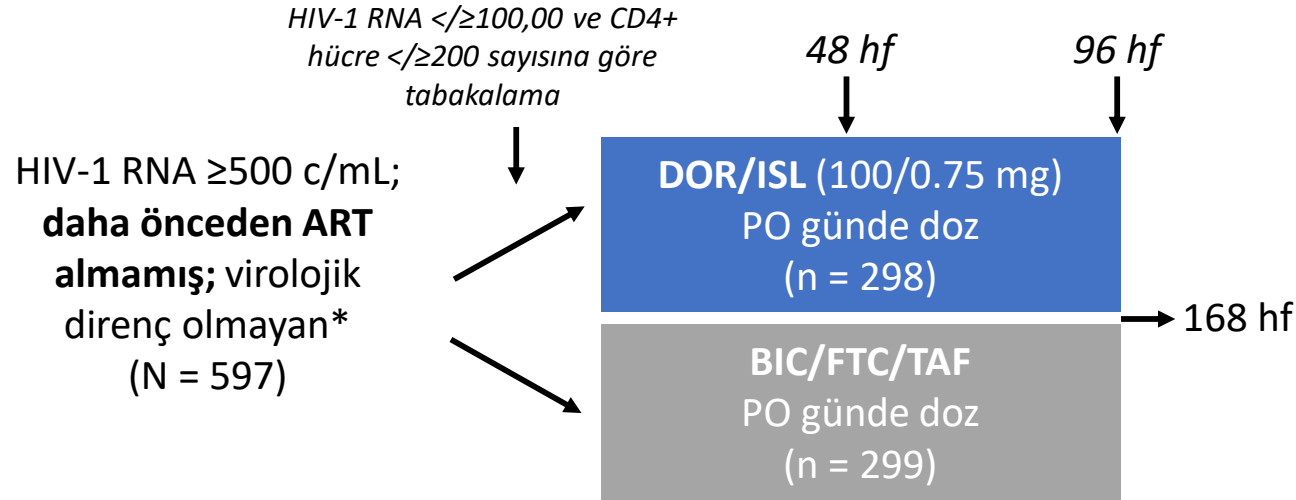 HIV-1 RNA </≥100,00 ve CD4+
hücre </≥200 sayısına göre
tabakalama
48 hf
96 hf
HIV-1 RNA ≥500 c/mL;
daha önceden ART
almamış; virolojik
direnç olmayan*
(N = 597)
DOR/ISL (100/0.75 mg)
PO günde doz
(n = 298)
168 hf
BIC/FTC/TAF
PO günde doz
(n = 299)